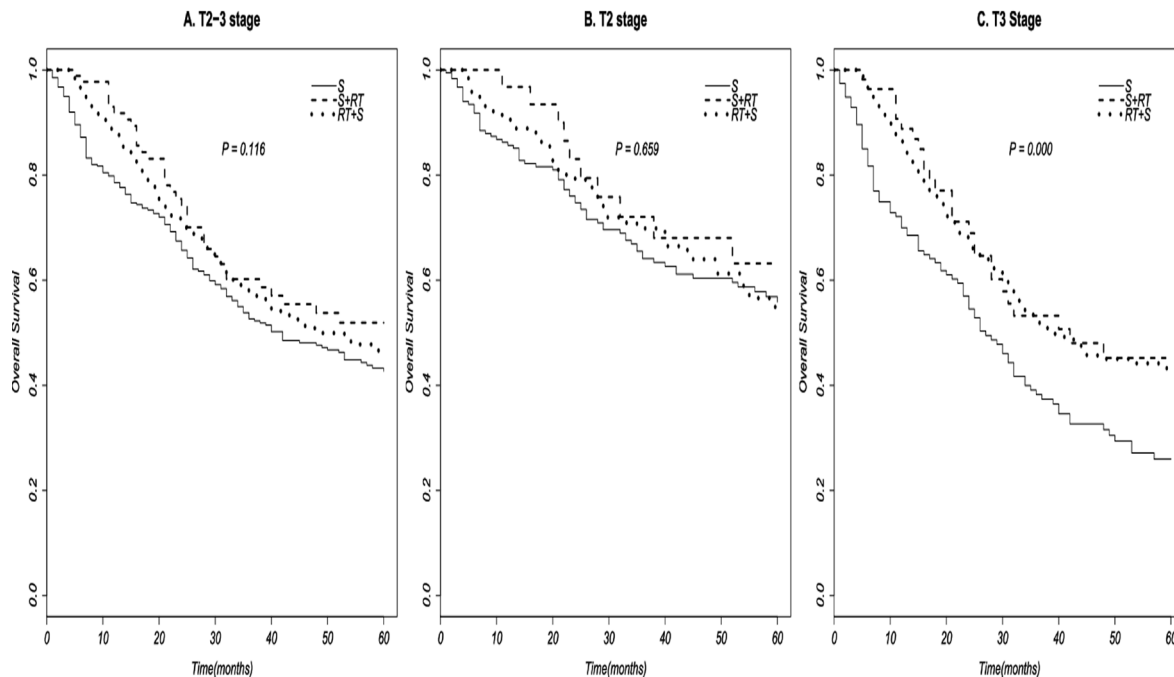 A. T2-3 stage
Overall Survival
1.0
0.8
0.6
0.4
0.2
0.0
S
S+RT
RT+S
P = 0.116
0 10 20 30 40 50 60
Time(months)
B. T2 stage
Overall Survival
1.0
0.8
0.6
0.4
0.2
0.0
S
S+RT
RT+S
P = 0.659
0 10 20 30 40 50 60
Time(months)
C. T3 Stage
Overall Survival
1.0
0.8
0.6
0.4
0.2
0.0
S
S+RT
RT+S
P = 0.000
0 10 20 30 40 50 60
Time(months)